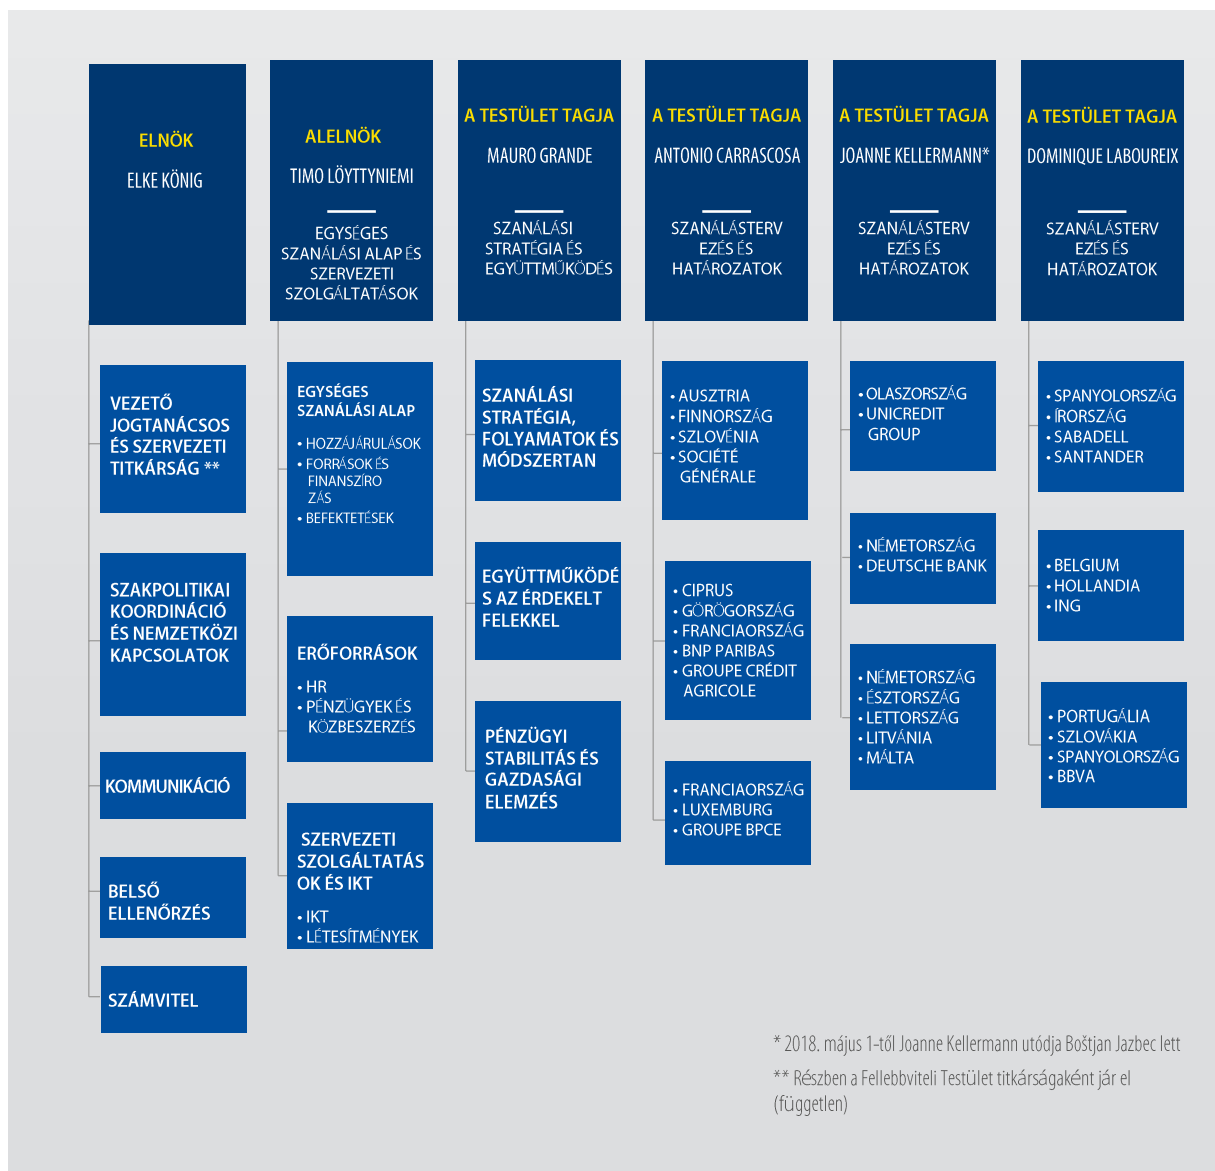 ELNÖK
ELKE KÖNIG
VEZETŐ
JOGTANÁCSOS
ÉS SZERVEZETI
TITKÁRSÁG **
SZAKPOLITIKAI
KOORDINÁCIÓ
ÉS NEMZETKÖZI
KAPCSOLATOK
KOMMUNIKÁCIÓ
BELSŐ
ELLENŐRZÉS
SZÁMVITEL
ALELNÖK
TIMO LÖYTTYNIEMI
EGYSÉGES
SZANÁLÁSI ALAP ÉS
SZERVEZETI
SZOLGÁLTATÁSOK
EGYSÉGES
SZANÁLÁSI ALAP
• HOZZÁJÁRULÁSOK
• FORRÁSOK ÉS
FINANSZÍRO
ZÁS
• BEFEKTETÉSEK
ERŐFORRÁSOK
• HR
• PÉNZÜGYEK ÉS
KÖZBESZERZÉS
SZERVEZETI
SZOLGÁLTATÁS
OK ÉS IKT
• IKT
• LÉTESÍTMÉNYEK
A TESTÜLET TAGJA
MAURO GRANDE
SZANÁLÁSI
STRATÉGIA ÉS
EGYÜTTMŰKÖDÉS
SZANÁLÁSI
STRATÉGIA,
FOLYAMATOK ÉS
MÓDSZERTAN
EGYÜTTMŰKÖDÉ
S AZ ÉRDEKELT
FELEKKEL
PÉNZÜGYI
STABILITÁS ÉS
GAZDASÁGI
ELEMZÉS
A TESTÜLET TAGJA
ANTONIO CARRASCOSA
SZANÁLÁSTERV
EZÉS ÉS
HATÁROZATOK
• AUSZTRIA
• FINNORSZÁG
• SZLOVÉNIA
• SOCIÉTÉ
GÉNÉRALE
• CIPRUS
• GÖRÖGORSZÁG
• FRANCIAORSZÁG
• BNP PARIBAS
• GROUPE CRÉDIT
AGRICOLE
• FRANCIAORSZÁG
• LUXEMBURG
• GROUPE BPCE
A TESTÜLET TAGJA
JOANNE KELLERMANN*
SZANÁLÁSTERV
EZÉS ÉS
HATÁROZATOK
• OLASZORSZÁG
• UNICREDIT
GROUP
• NÉMETORSZÁG
• DEUTSCHE BANK
• NÉMETORSZÁG
• ÉSZTORSZÁG
• LETTORSZÁG
• LITVÁNIA
• MÁLTA
A TESTÜLET TAGJA
DOMINIQUE LABOUREIX
SZANÁLÁSTERV
EZÉS ÉS
HATÁROZATOK
• SPANYOLORSZÁG
• ÍRORSZÁG
• SABADELL
• SANTANDER
• BELGIUM
• HOLLANDIA
• ING
• PORTUGÁLIA
• SZLOVÁKIA
• SPANYOLORSZÁG
• BBVA
* 2018. május 1-től Joanne Kellermann utódja Boštjan Jazbec lett
** Részben a Fellebbviteli Testület titkárságaként jár el
(független)